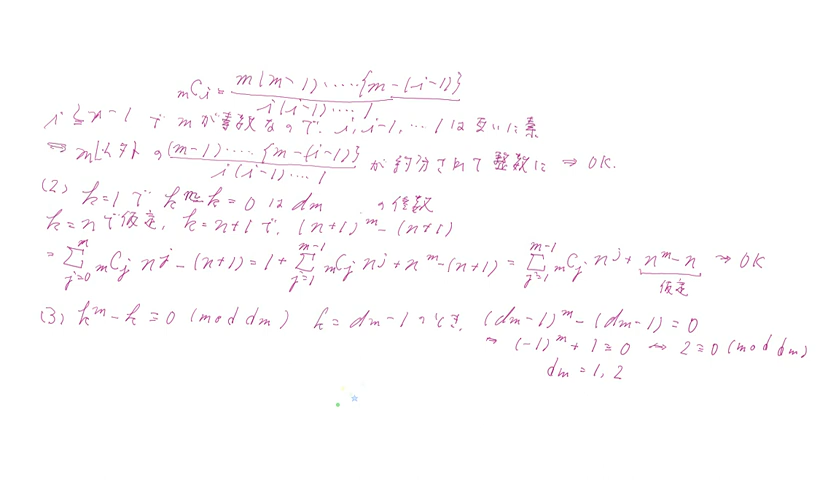 mCi = m(m-1)‥‥{m-(i-1)} / i(i-1)‥‥1
i ≦ m-1 で mが素数なので、i, i-1, … 1 は互いに素
⇔ m以外の (m-1)‥‥{m-(i-1)} / i(i-1)‥‥1 が約分されて整数に ⇒ OK.
(2) k=1で k^m-k=0 は dm の倍数
k=nで仮定, k=n+1で, (n+1)^m-(n+1)
= Σ_{j=0}^{m} mCj n^j-(n+1) = 1+Σ_{j=1}^{m-1} mCj n^j+n^m-(n+1) = Σ_{j=1}^{m-1} mCj n^j+n^m-n ⇒ OK
仮定
(3) k^m-k≡0 (mod dm) k=dm-1のとき, (dm-1)^m-(dm-1)=0
⇒ (-1)^m+1≡0 ⇔ 2≡0 (mod dm)
dm=1,2